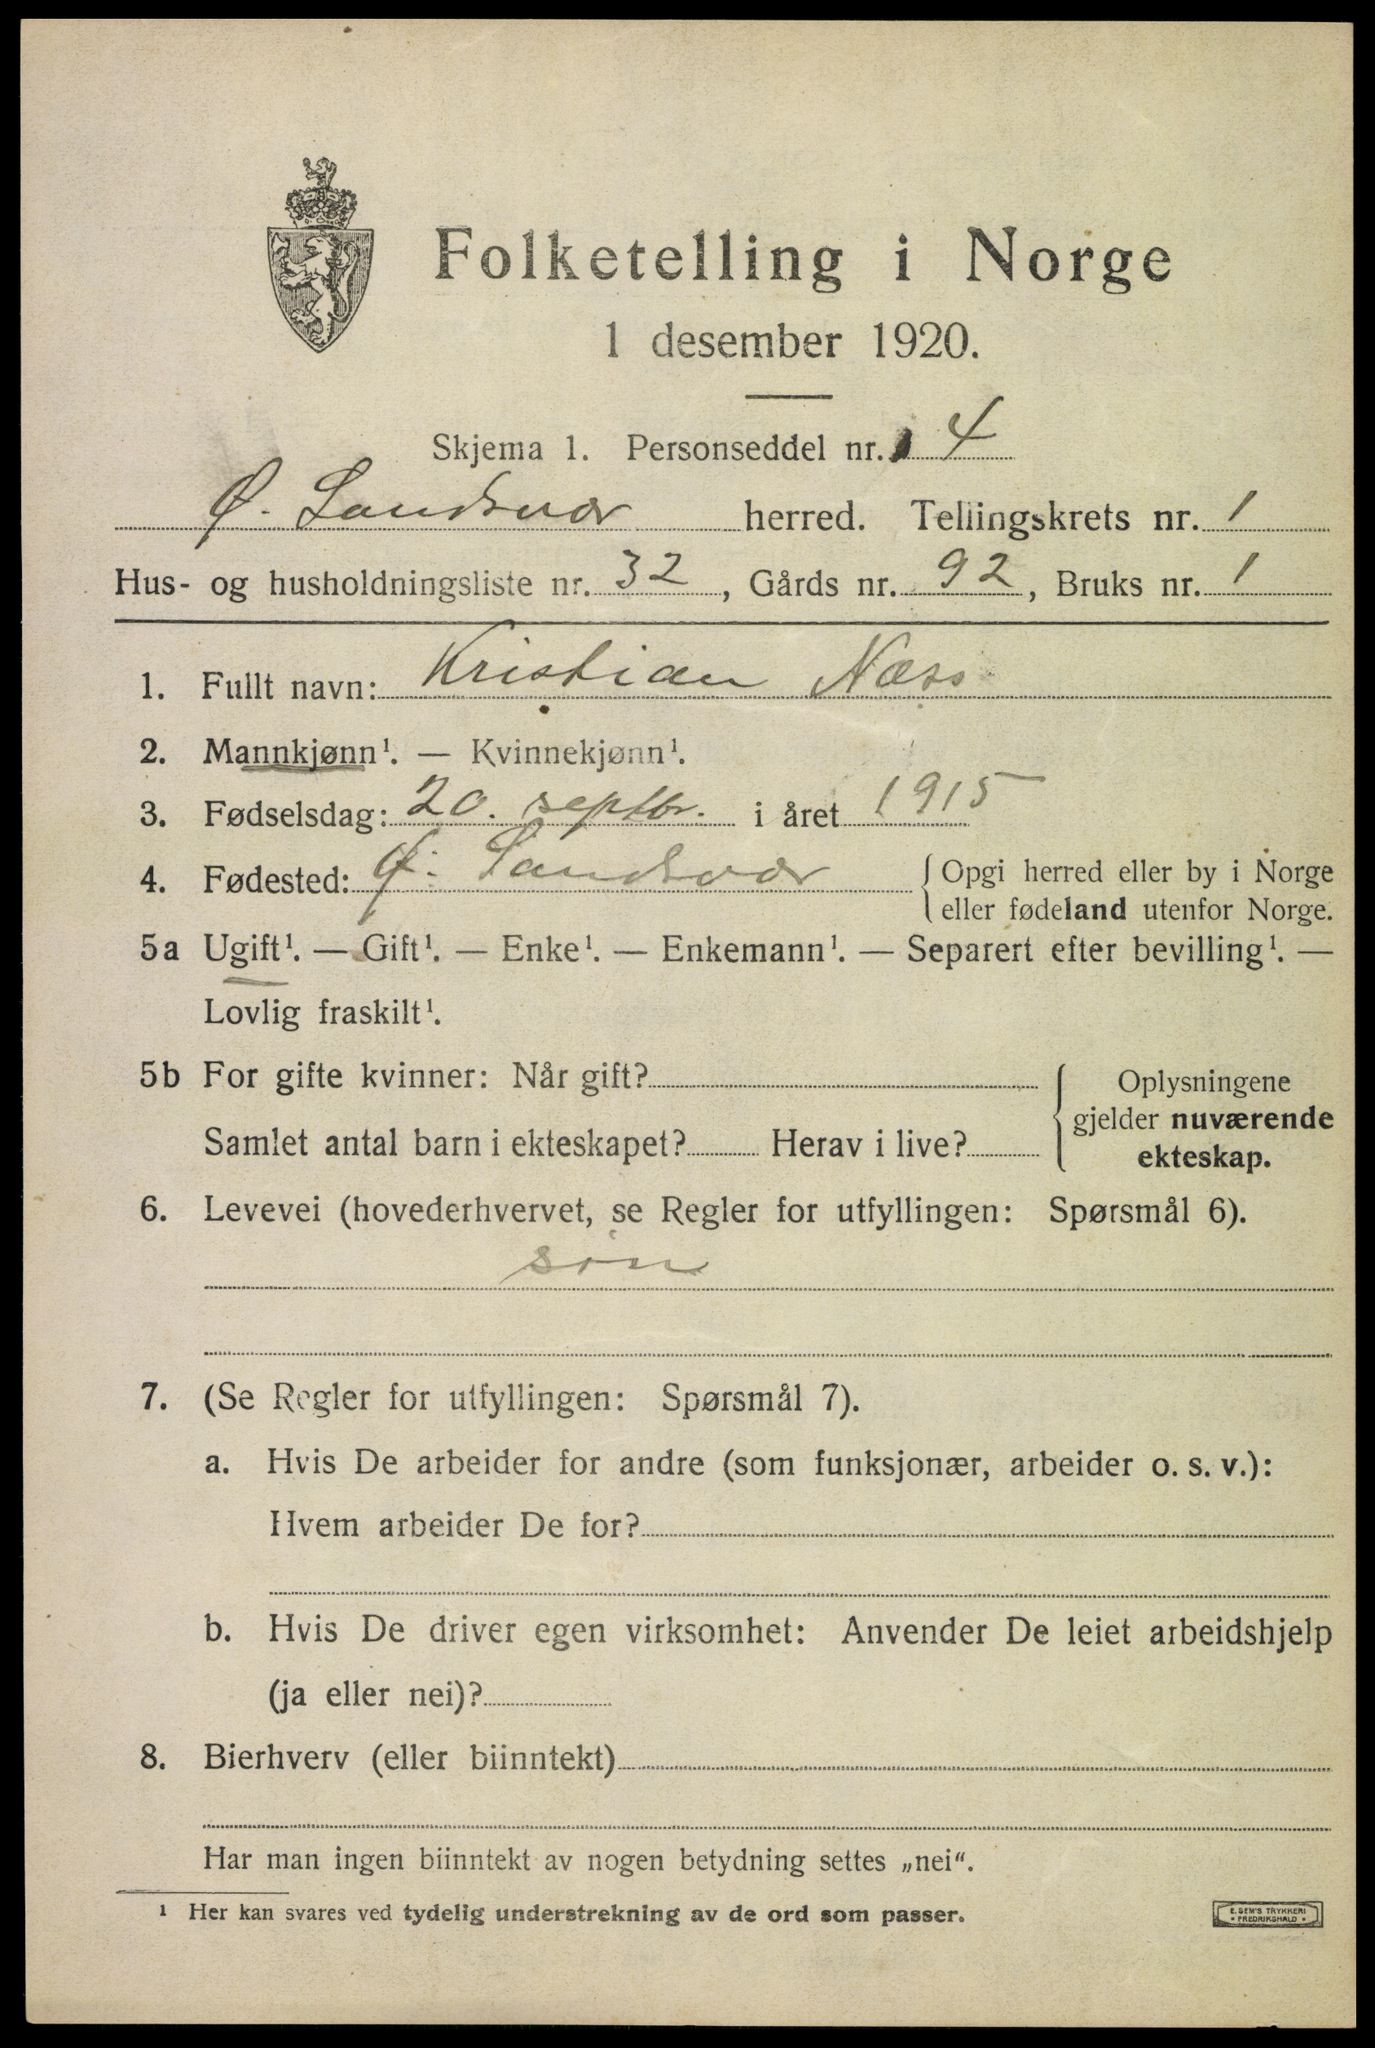 Folketelling i Norge
1 desember 1920.
Skjema 1. Personseddel nr. 4
Ø. Sandsvær herred. Tellingskrets nr. 1
Hus- og husholdningsliste nr. 32, Gårds nr. 92, Bruks nr. 1
1. Fullt navn: Kristian Næss
2. Mannkjønn¹. — Kvinnekjønn¹.
3. Fødselsdag: 20. septbr. i året 1915
4. Fødested: Ø. Sandsvær { Opgi herred eller by i Norge
eller fødeland utenfor Norge.
5a Ugift¹. — Gift¹. — Enke¹. — Enkemann¹. — Separert efter bevilling¹. —
Lovlig fraskilt¹.
5b For gifte kvinner: Når gift?
Samlet antal barn i ekteskapet? Herav i live?
Oplysningene
gjelder nuværende
ekteskap.
6. Levevei (hovederhvervet, se Regler for utfyllingen: Spørsmål 6).
søn
7. (Se Regler for utfyllingen: Spørsmål 7).
a. Hvis De arbeider for andre (som funksjonær, arbeider o. s. v.):
Hvem arbeider De for?
b. Hvis De driver egen virksomhet: Anvender De leiet arbeidshjelp
(ja eller nei)?
8. Bierhverv (eller biinntekt)
Har man ingen biinntekt av nogen betydning settes „nei“.
¹ Her kan svares ved tydelig understrekning av de ord som passer.
E. SEM'S TRYKKERI
• FREDRIKSHALD •